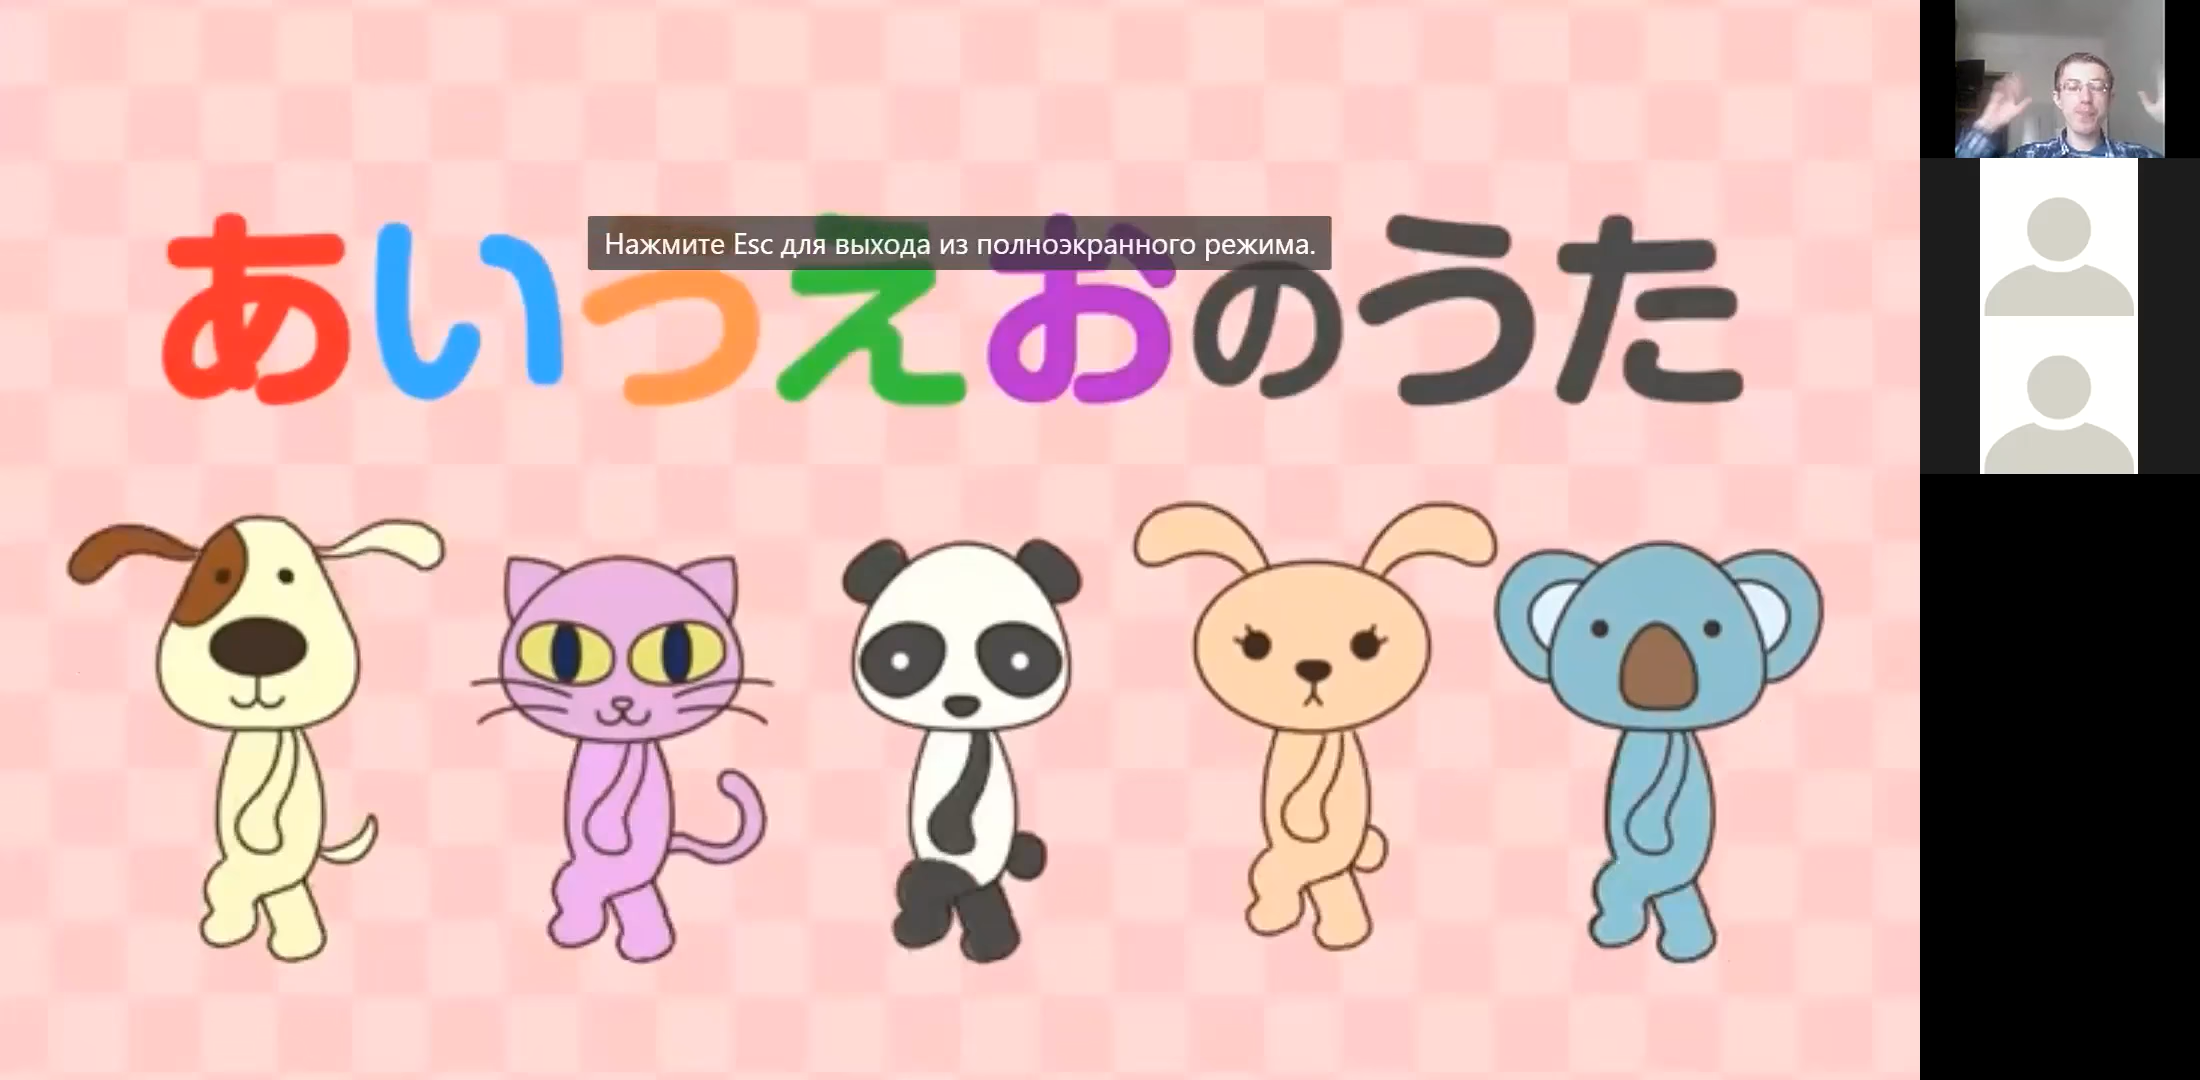 Нажмите Esc для выхода из полноэкранного режима.
あいうえおのうた